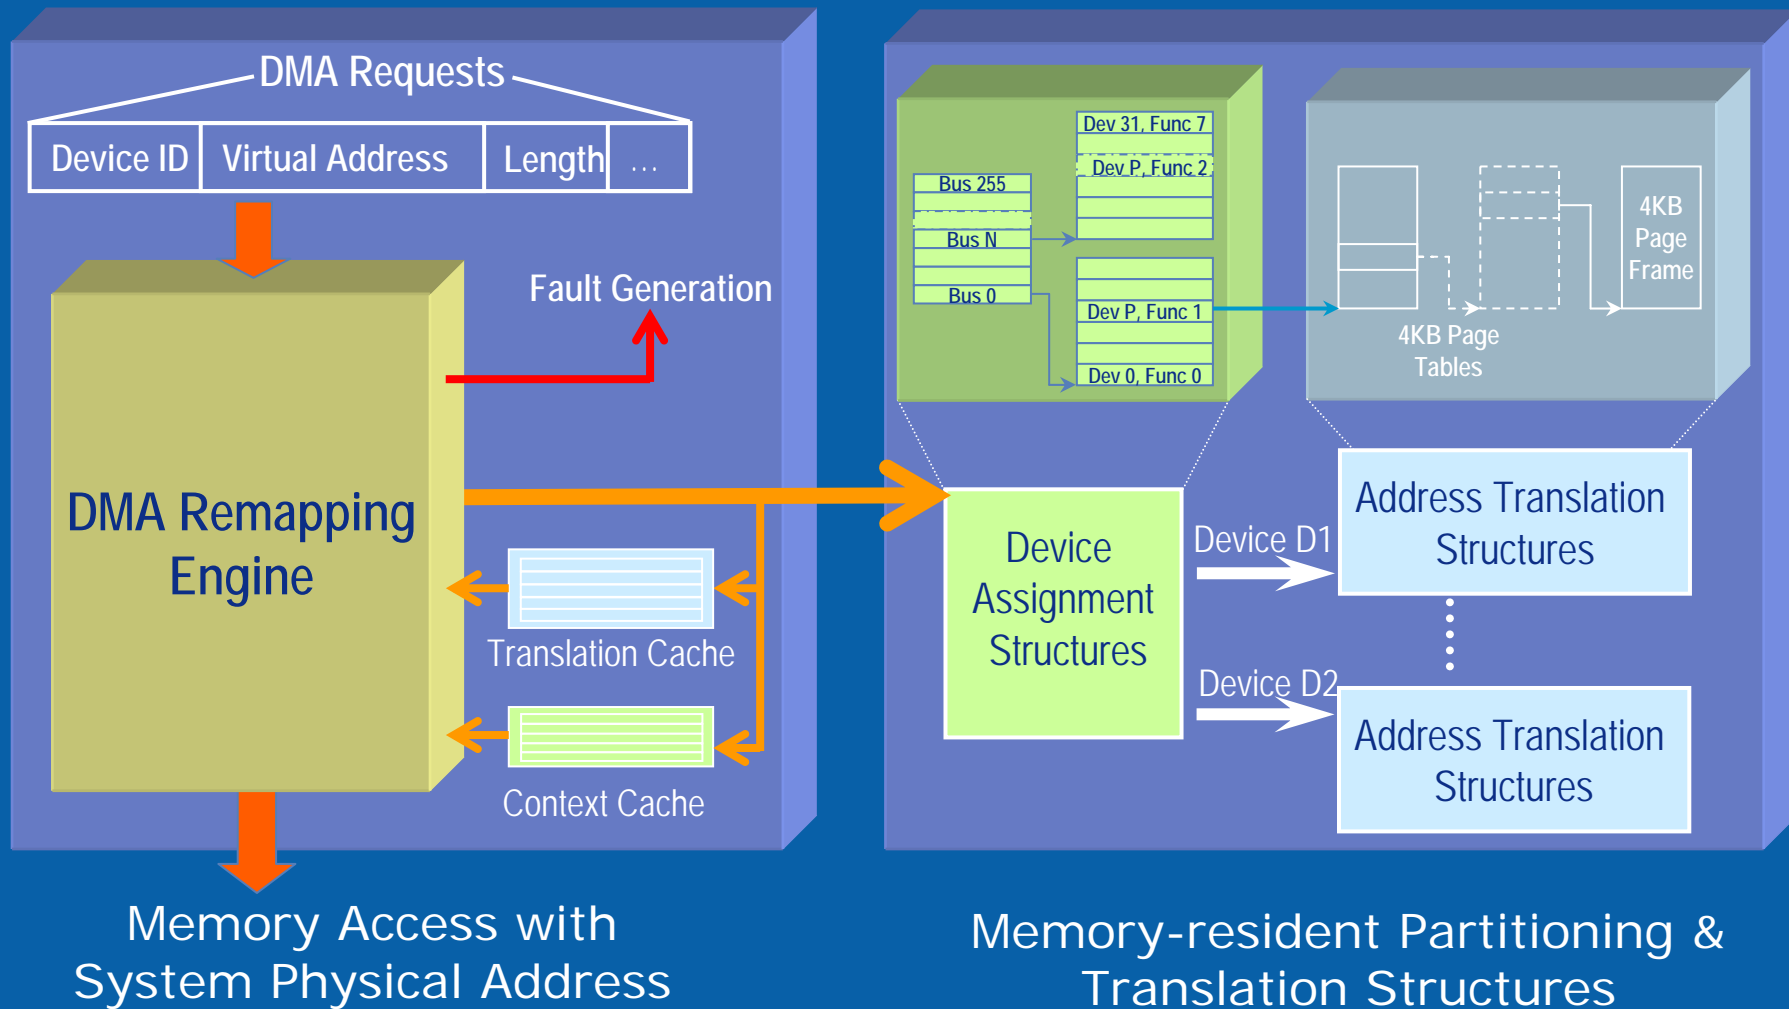 DMA Requests
Device ID Virtual Address Length ...
Fault Generation
DMA Remapping
Engine
Translation Cache
Context Cache
Memory Access with
System Physical Address
Bus 255
Bus N
Bus 0
Dev 31, Func 7
Dev P, Func 2
Dev P, Func 1
Dev 0, Func 0
4KB Page
Tables
4KB
Page
Frame
Device
Assignment
Structures
Device D1
Device D2
Address Translation
Structures
Address Translation
Structures
Memory-resident Partitioning &
Translation Structures